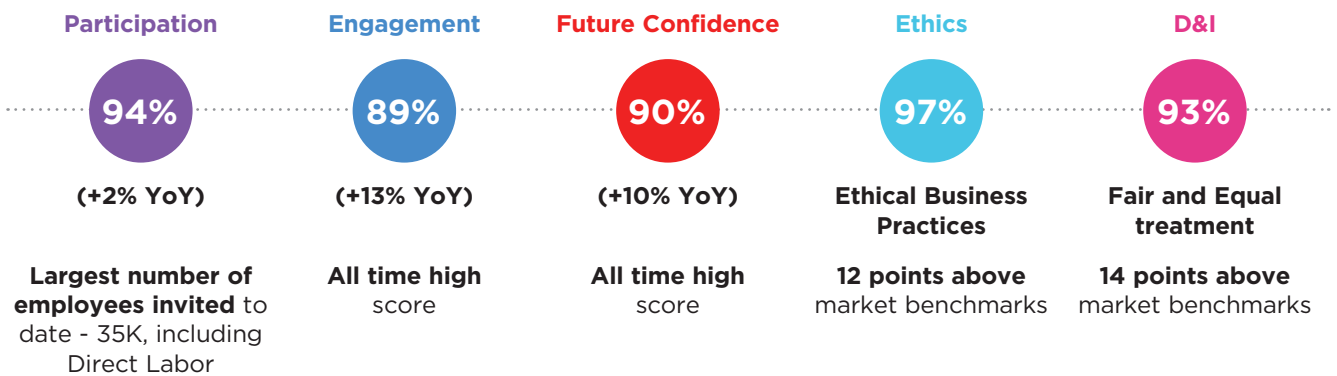 Participation
94%
(+2% YoY)
Largest number of
employees invited to
date - 35K, including
Direct Labor
Engagement
89%
(+13% YoY)
All time high
score
Future Confidence
90%
(+10% YoY)
All time high
score
Ethics
97%
Ethical Business
Practices
12 points above
market benchmarks
D&I
93%
Fair and Equal
treatment
14 points above
market benchmarks